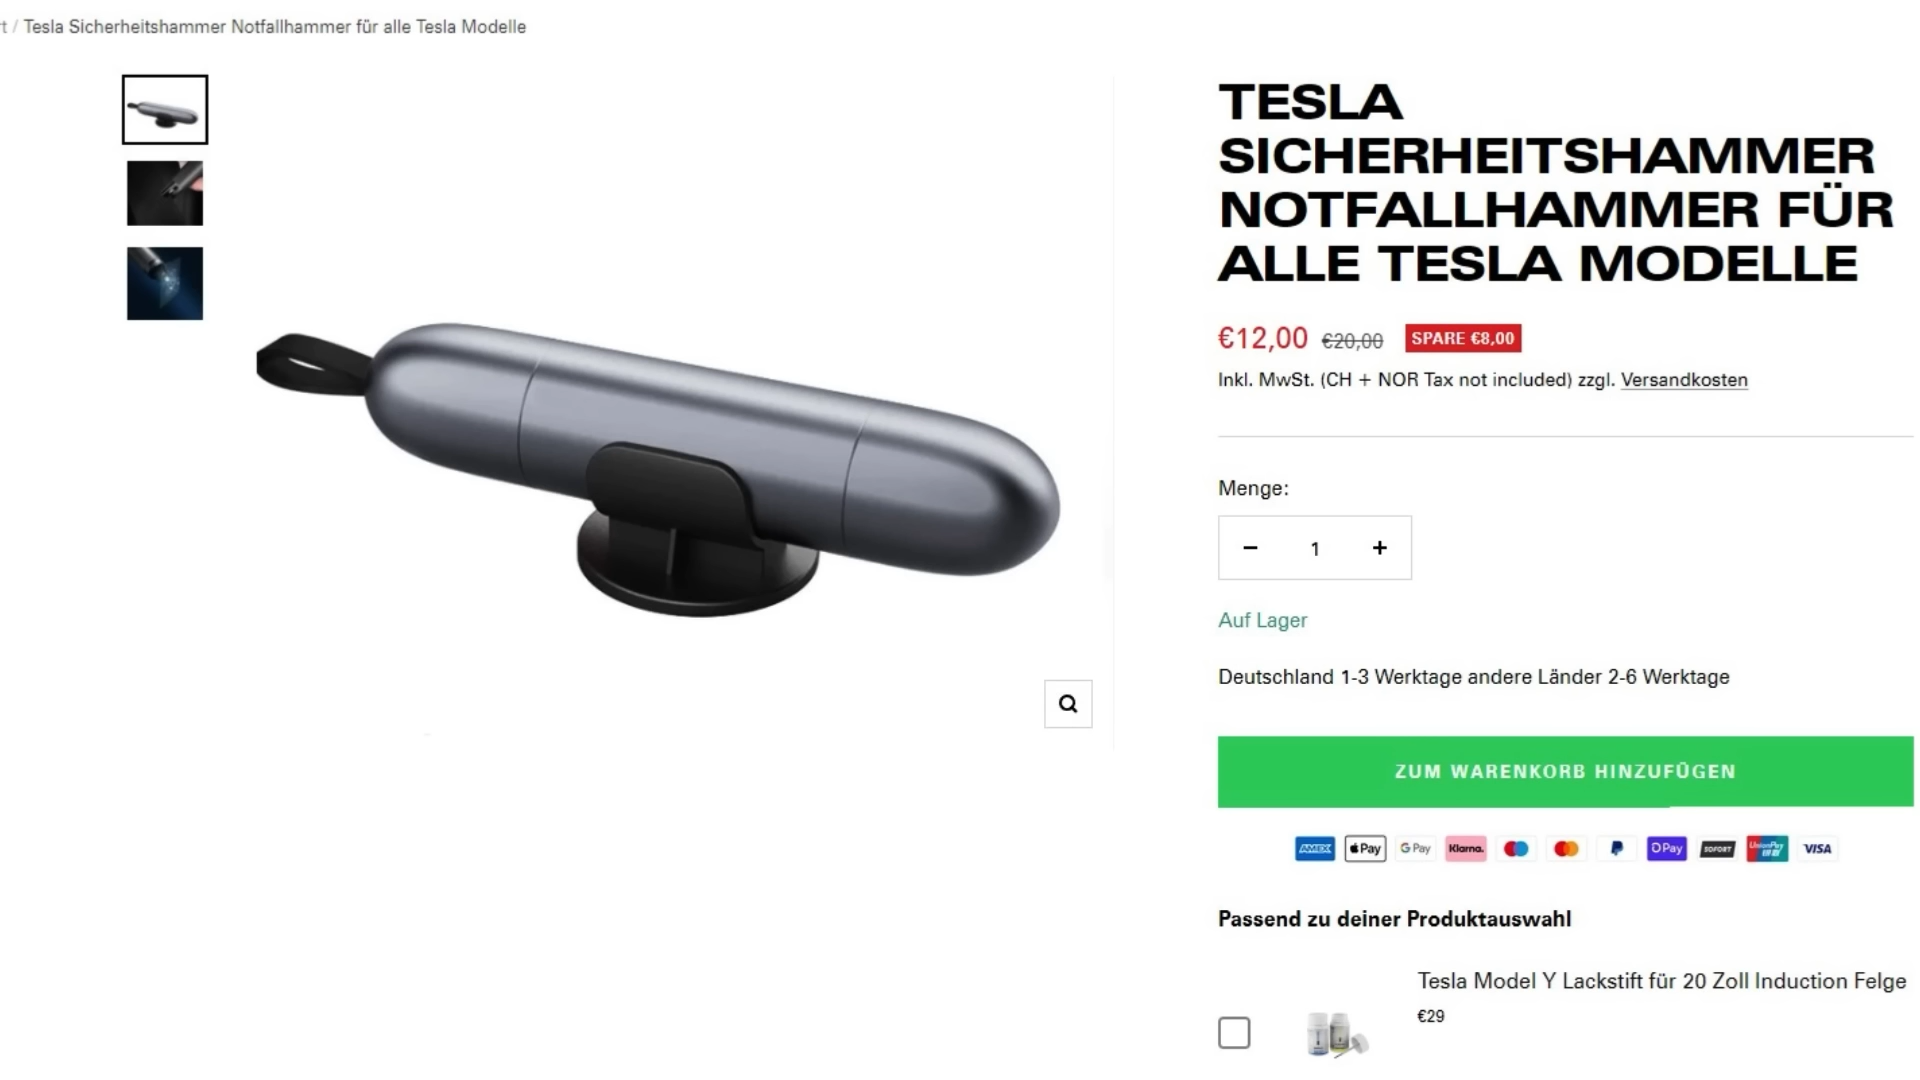 / Tesla Sicherheitshammer Notfallhammer für alle Tesla Modelle
TESLA
SICHERHEITSHAMMER
NOTFALLHAMMER FÜR
ALLE TESLA MODELLE
€12,00 €20,00 SPARE €8,00
Inkl. MwSt. (CH + NOR Tax not included) zzgl. Versandkosten
Menge:
− 1 +
Auf Lager
Deutschland 1-3 Werktage andere Länder 2-6 Werktage
ZUM WARENKORB HINZUFÜGEN
AMEX Pay G Pay Klarna. Pay SOFORT UnionPay VISA
Passend zu deiner Produktauswahl
Tesla Model Y Lackstift für 20 Zoll Induction Felge
€29